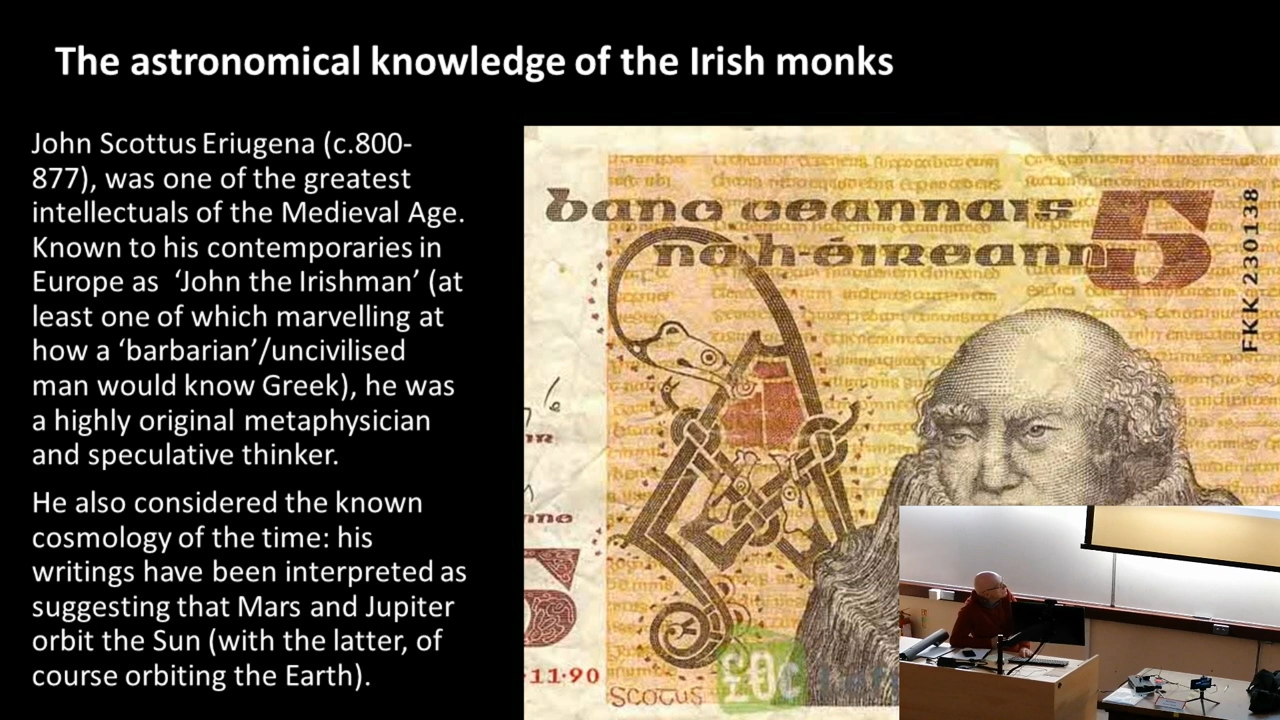 The astronomical knowledge of the Irish monks
John Scottus Eriugena (c.800-
877), was one of the greatest
intellectuals of the Medieval Age.
Known to his contemporaries in
Europe as ‘John the Irishman’ (at
least one of which marvelling at
how a ‘barbarian’/uncivilised
man would know Greek), he was
a highly original metaphysician
and speculative thinker.
He also considered the known
cosmology of the time: his
writings have been interpreted as
suggesting that Mars and Jupiter
orbit the Sun (with the latter, of
course orbiting the Earth).
banc ceannais
na h-éireann
5
FKK 230138
5
11·90
SCOTUS
£0c